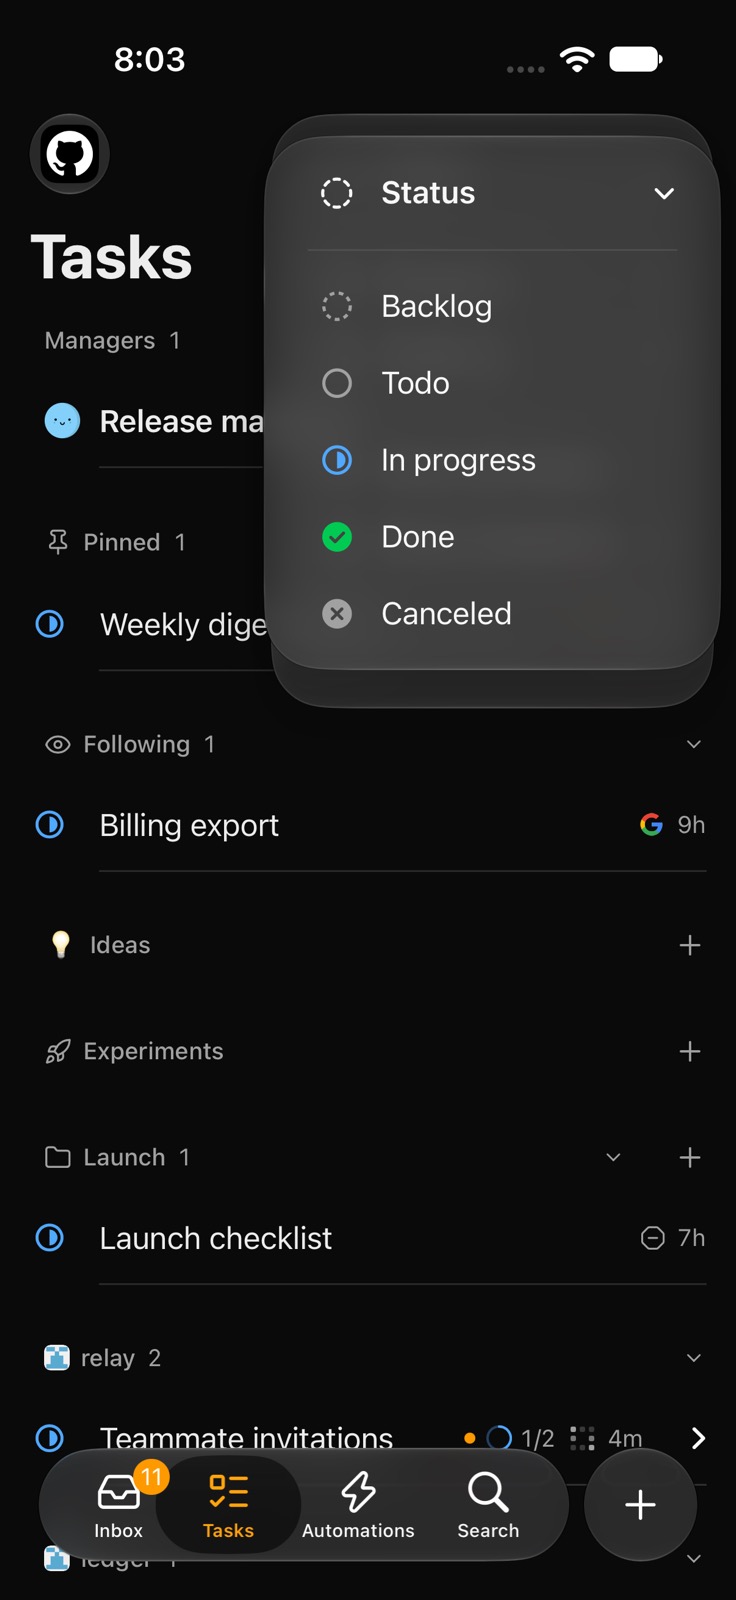 8:03
Status
Tasks
Backlog
Managers 1
Todo
Release ma
In progress
Pinned 1
Done
Weekly dige
Canceled
Following 1
Billing export 9h
Ideas
Experiments
Launch 1
Launch checklist 7h
relay 2
Teammate invitations 1/2 4m
11
Inbox Tasks Automations Search
ledger 1